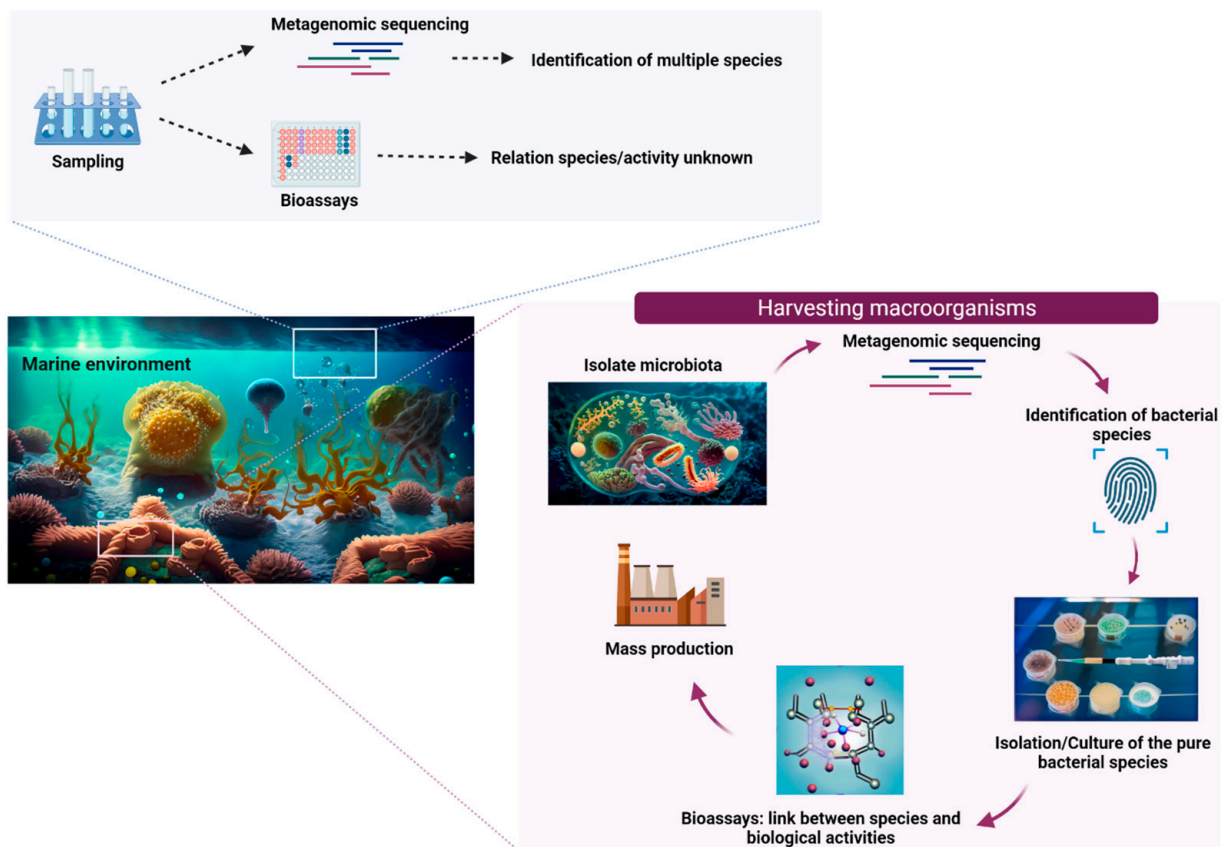 Metagenomic sequencing
Identification of multiple species
Sampling
Bioassays
Relation species/activity unknown
Marine environment
Harvesting macroorganisms
Isolate microbiota
Metagenomic sequencing
Identification of bacterial
species
Isolation/Culture of the pure
bacterial species
Bioassays: link between species and
biological activities
Mass production